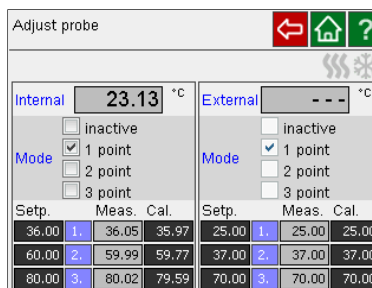 Adjust probe
?
Internal 23.13 °C External --- °C
Mode
inactive
1 point
2 point
3 point
Mode
inactive
1 point
2 point
3 point
Setp. Meas. Cal. Setp. Meas. Cal.
36.00 1. 36.05 35.97 25.00 1. 25.00 25.00
60.00 2. 59.99 59.77 37.00 2. 37.00 37.00
80.00 3. 80.02 79.59 70.00 3. 70.00 70.00